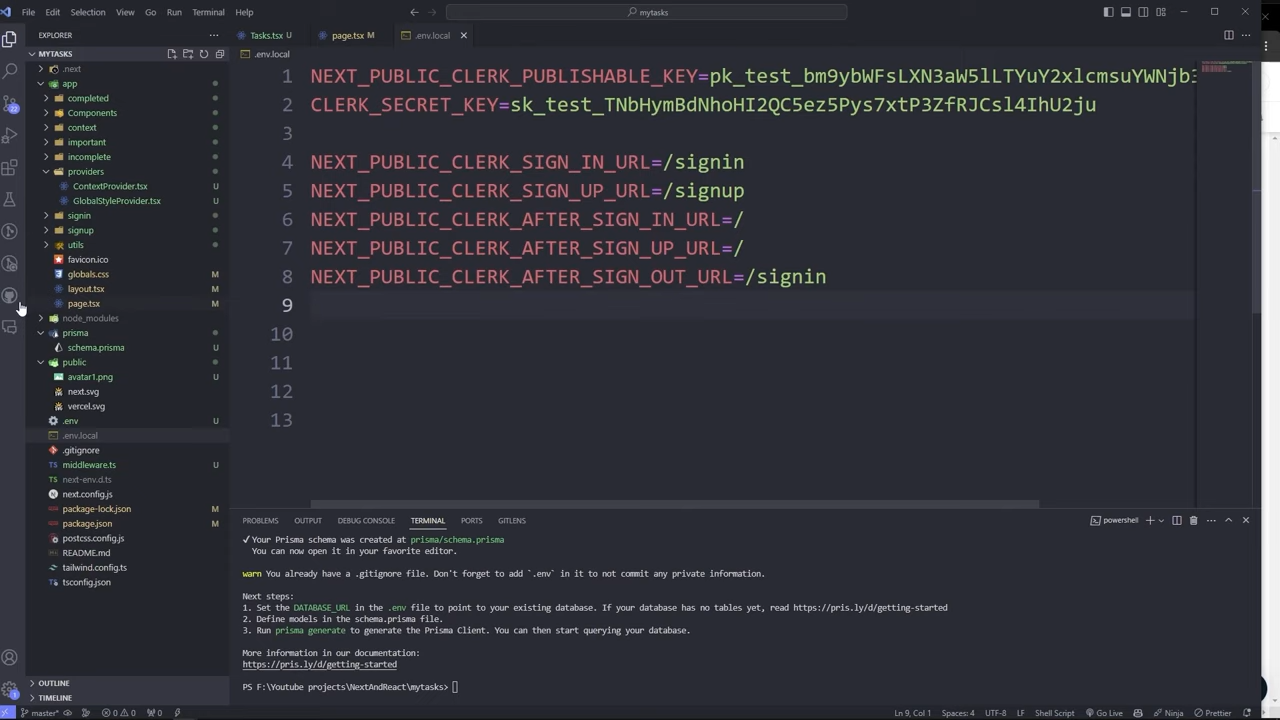 File Edit Selection View Go Run Terminal Help
mytasks
EXPLORER
Tasks.tsx U
page.tsx M
.env.local
MYTASKS
.env.local
.next
app
completed
Components
context
important
incomplete
providers
ContextProvider.tsx U
GlobalStyleProvider.tsx U
signin
signup
utils
favicon.ico
globals.css M
layout.tsx M
page.tsx M
node_modules
prisma
schema.prisma
public
avatar1.png U
next.svg
vercel.svg
.env U
.env.local
.gitignore
middleware.ts U
next-env.d.ts
next.config.js
package-lock.json M
package.json M
postcss.config.js
README.md
tailwind.config.ts
tsconfig.json
OUTLINE
TIMELINE
1 NEXT_PUBLIC_CLERK_PUBLISHABLE_KEY=pk_test_bm9ybWFsLXN3aW5lLTYuY2xlcmsuYWNjb3
2 CLERK_SECRET_KEY=sk_test_TNbHymBdNhoHI2QC5ez5Pys7xtP3ZfRJCsl4IhU2ju
3
4 NEXT_PUBLIC_CLERK_SIGN_IN_URL=/signin
5 NEXT_PUBLIC_CLERK_SIGN_UP_URL=/signup
6 NEXT_PUBLIC_CLERK_AFTER_SIGN_IN_URL=/
7 NEXT_PUBLIC_CLERK_AFTER_SIGN_UP_URL=/
8 NEXT_PUBLIC_CLERK_AFTER_SIGN_OUT_URL=/signin
9
10
11
12
13
PROBLEMS OUTPUT DEBUG CONSOLE TERMINAL PORTS GITLENS
powershell
✓ Your Prisma schema was created at prisma/schema.prisma
You can now open it in your favorite editor.
warn You already have a .gitignore file. Don't forget to add `.env` in it to not commit any private information.
Next steps:
1. Set the DATABASE_URL in the .env file to point to your existing database. If your database has no tables yet, read https://pris.ly/d/getting-started
2. Define models in the schema.prisma file.
3. Run prisma generate to generate the Prisma Client. You can then start querying your database.
More information in our documentation:
https://pris.ly/d/getting-started
PS F:\Youtube projects\NextAndReact\mytasks>
master* 0 0 0 Ln 9, Col 1 Spaces: 4 UTF-8 LF Shell Script Go Live Ninja Prettier